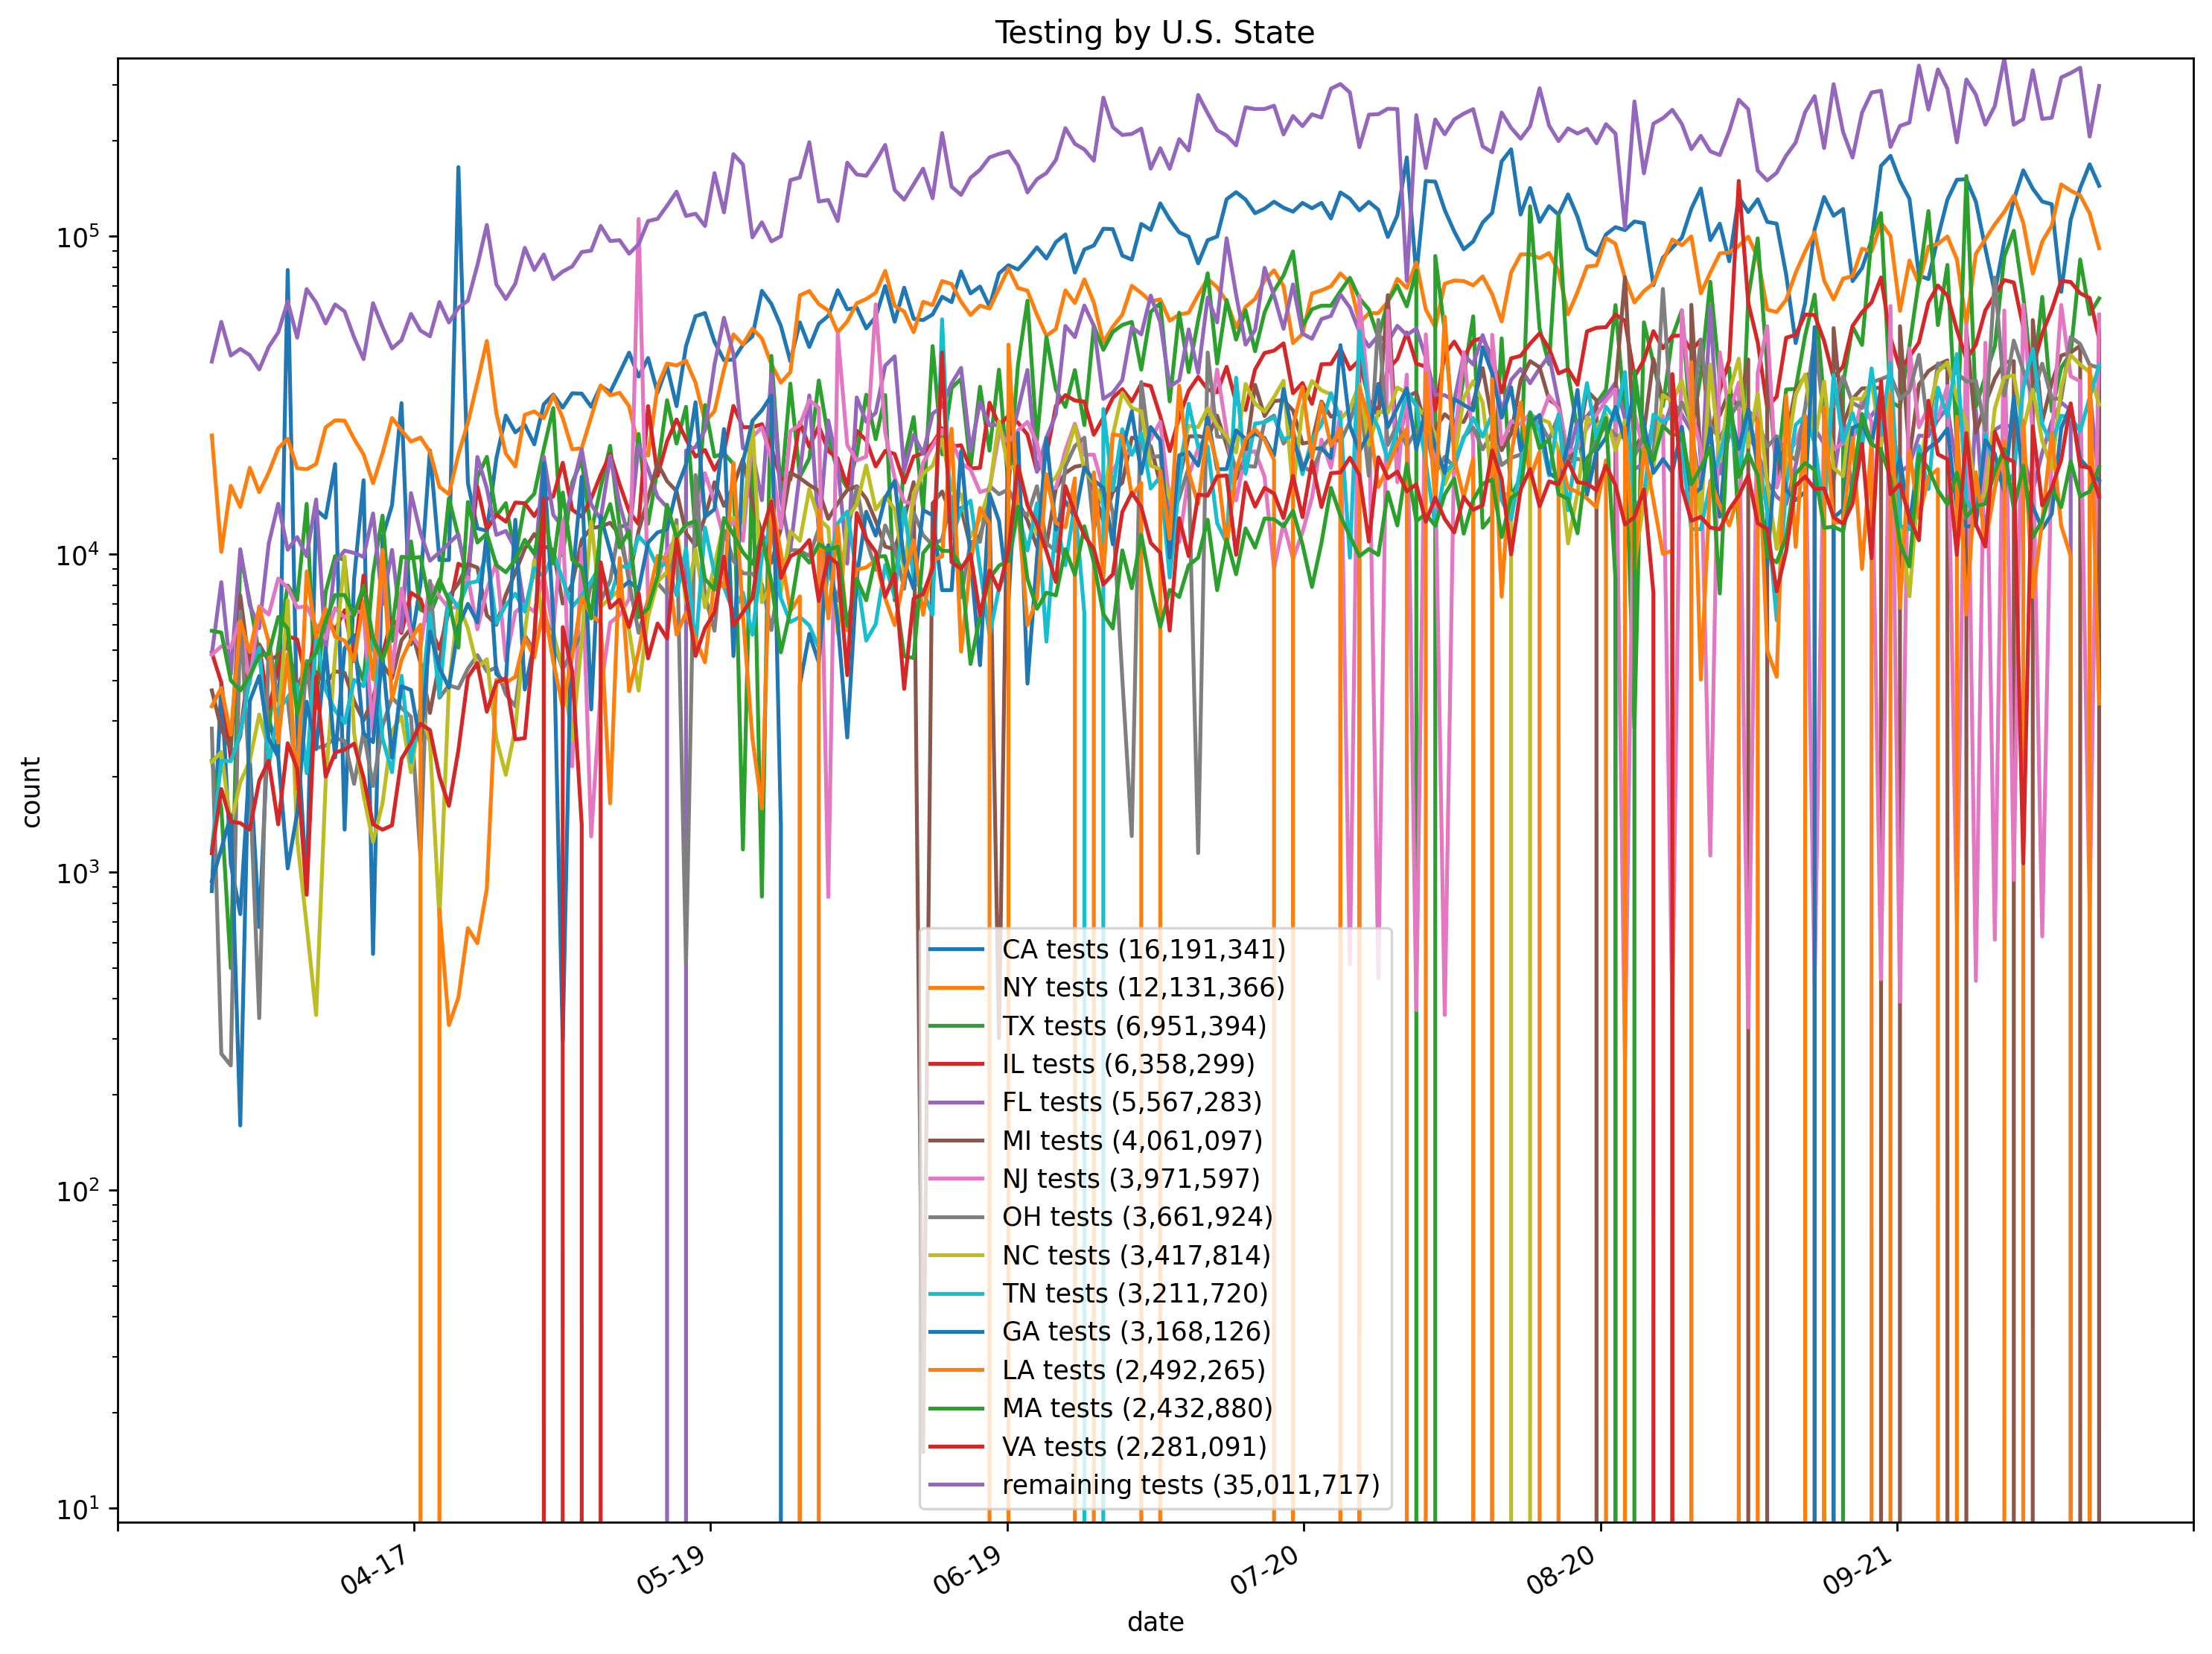 Testing by U.S. State
10^5
10^4
10^3
10^2
10^1
count
CA tests (16,191,341)
NY tests (12,131,366)
TX tests (6,951,394)
IL tests (6,358,299)
FL tests (5,567,283)
MI tests (4,061,097)
NJ tests (3,971,597)
OH tests (3,661,924)
NC tests (3,417,814)
TN tests (3,211,720)
GA tests (3,168,126)
LA tests (2,492,265)
MA tests (2,432,880)
VA tests (2,281,091)
remaining tests (35,011,717)
04-17
05-19
06-19
07-20
08-20
09-21
date